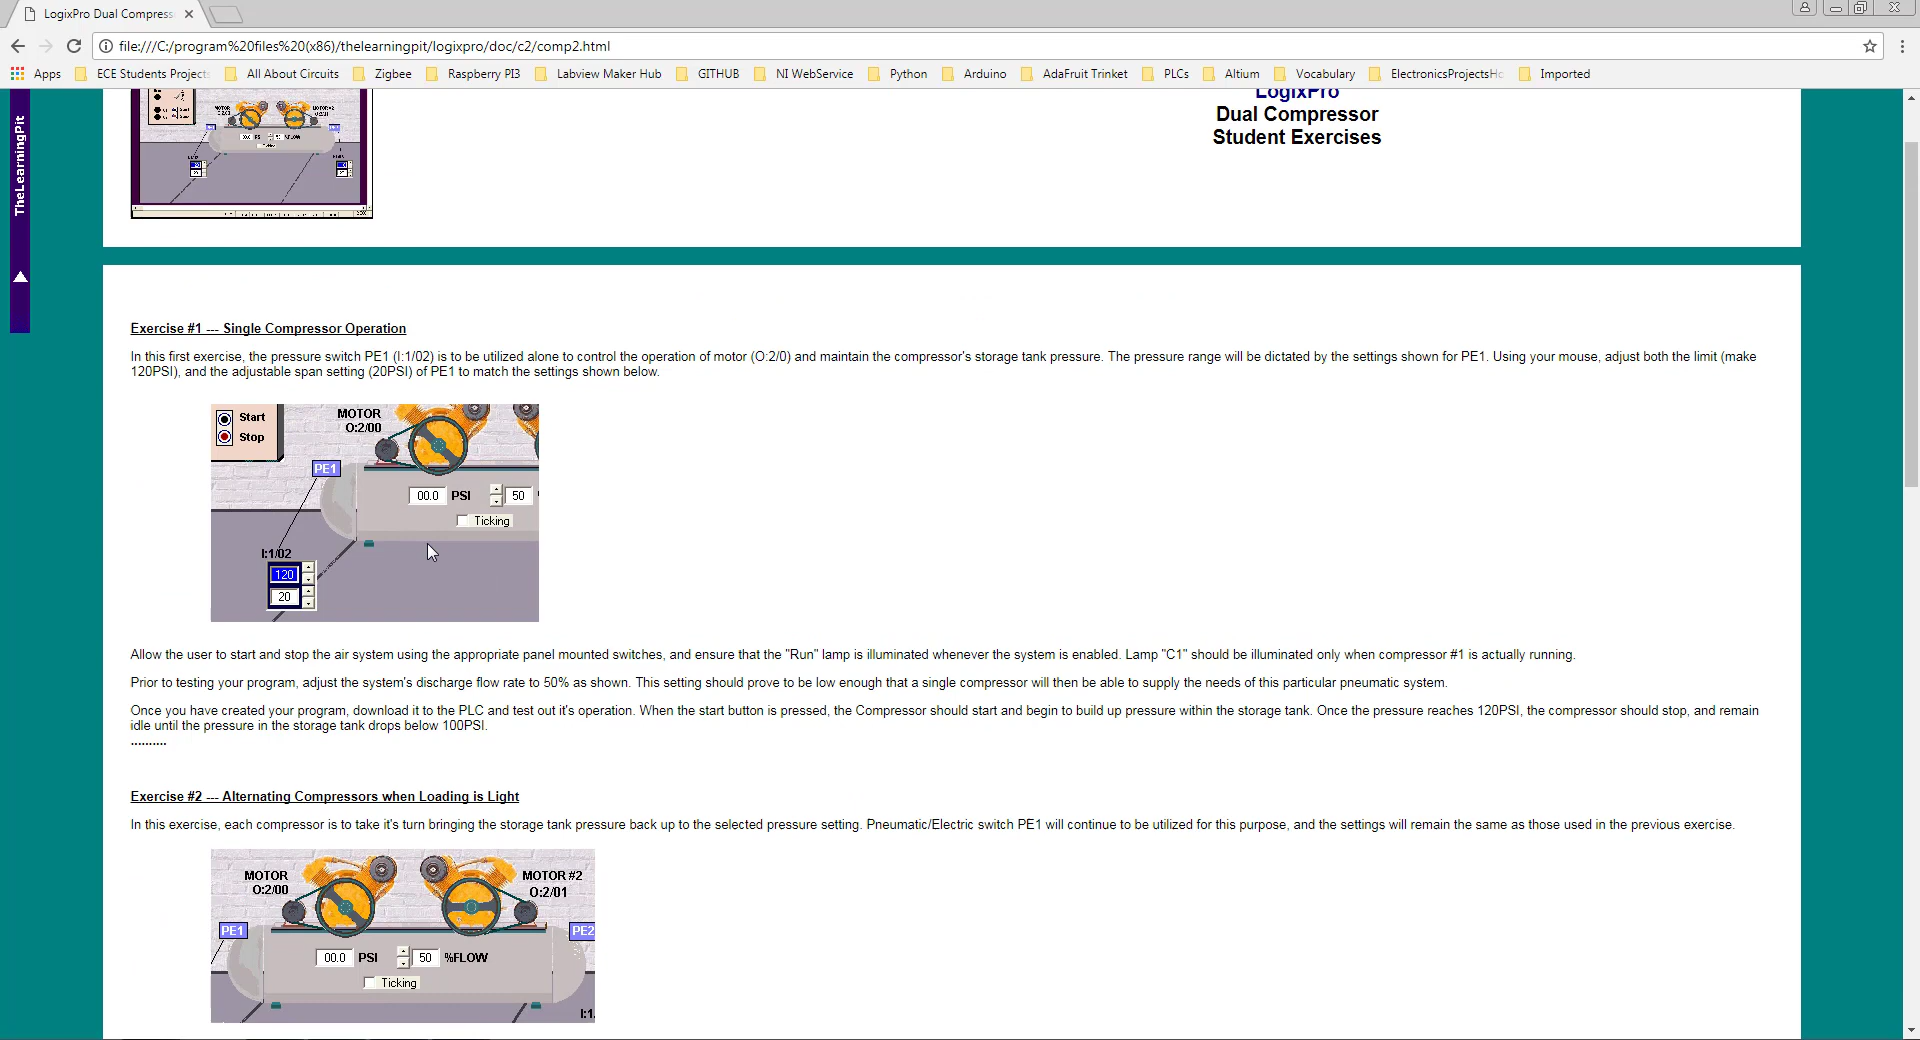 LogixPro Dual Compress
file:///C:/program%20files%20(x86)/thelearningpit/logixpro/doc/c2/comp2.html
Apps ECE Students Projects All About Circuits Zigbee Raspberry PI3 Labview Maker Hub GITHUB NI WebService Python Arduino AdaFruit Trinket PLCs Altium Vocabulary ElectronicsProjectsHo Imported
TheLearningPit
PSI %FLOW
LogixPro
Dual Compressor
Student Exercises
Exercise #1 --- Single Compressor Operation
In this first exercise, the pressure switch PE1 (I:1/02) is to be utilized alone to control the operation of motor (O:2/0) and maintain the compressor's storage tank pressure. The pressure range will be dictated by the settings shown for PE1. Using your mouse, adjust both the limit (make
120PSI), and the adjustable span setting (20PSI) of PE1 to match the settings shown below.
Start
Stop
MOTOR
O:2/00
PE1
00.0 PSI 50
Ticking
I:1/02
120
20
Allow the user to start and stop the air system using the appropriate panel mounted switches, and ensure that the "Run" lamp is illuminated whenever the system is enabled. Lamp "C1" should be illuminated only when compressor #1 is actually running.
Prior to testing your program, adjust the system's discharge flow rate to 50% as shown. This setting should prove to be low enough that a single compressor will then be able to supply the needs of this particular pneumatic system.
Once you have created your program, download it to the PLC and test out it's operation. When the start button is pressed, the Compressor should start and begin to build up pressure within the storage tank. Once the pressure reaches 120PSI, the compressor should stop, and remain
idle until the pressure in the storage tank drops below 100PSI.
..........
Exercise #2 --- Alternating Compressors when Loading is Light
In this exercise, each compressor is to take it's turn bringing the storage tank pressure back up to the selected pressure setting. Pneumatic/Electric switch PE1 will continue to be utilized for this purpose, and the settings will remain the same as those used in the previous exercise.
MOTOR
O:2/00
MOTOR #2
O:2/01
PE1
PE2
00.0 PSI 50 %FLOW
Ticking
I:1